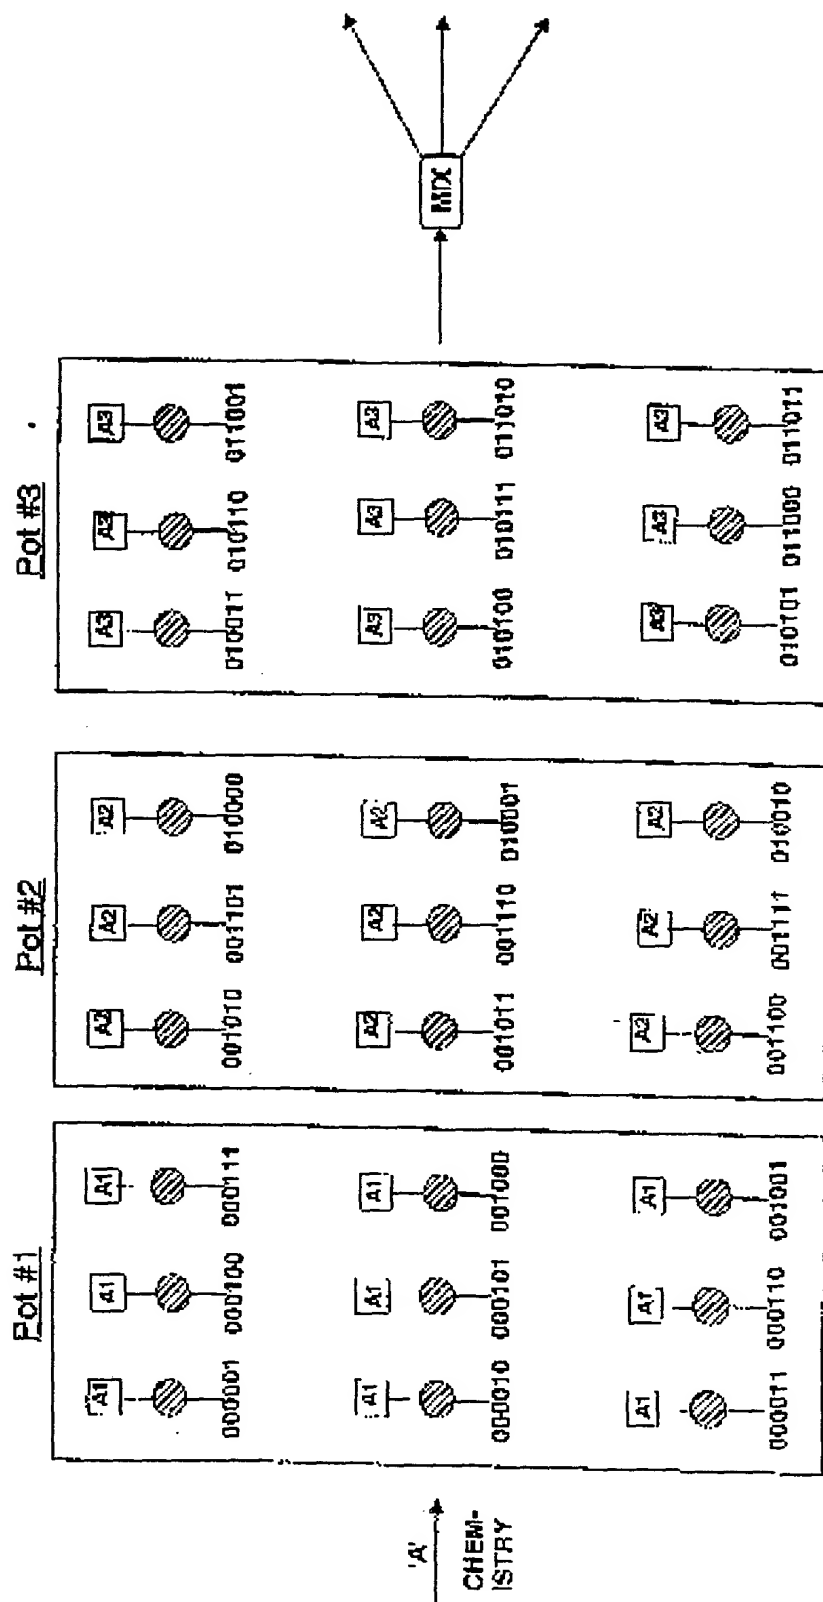 'A'
CHEM-
ISTRY
Pot #1
A1 A1 A1
000001 000100 000111
A1 A1 A1
000010 000101 001000
A1 A1 A1
000011 000110 001001
Pot #2
A2 A2 A2
001010 001101 010000
A2 A2 A2
001011 001110 010001
A2 A2 A2
001100 001111 010010
Pot #3
A3 A3 A3
010011 010110 011001
A3 A3 A3
010100 010111 011010
A3 A3 A3
010101 011000 011011
MIX